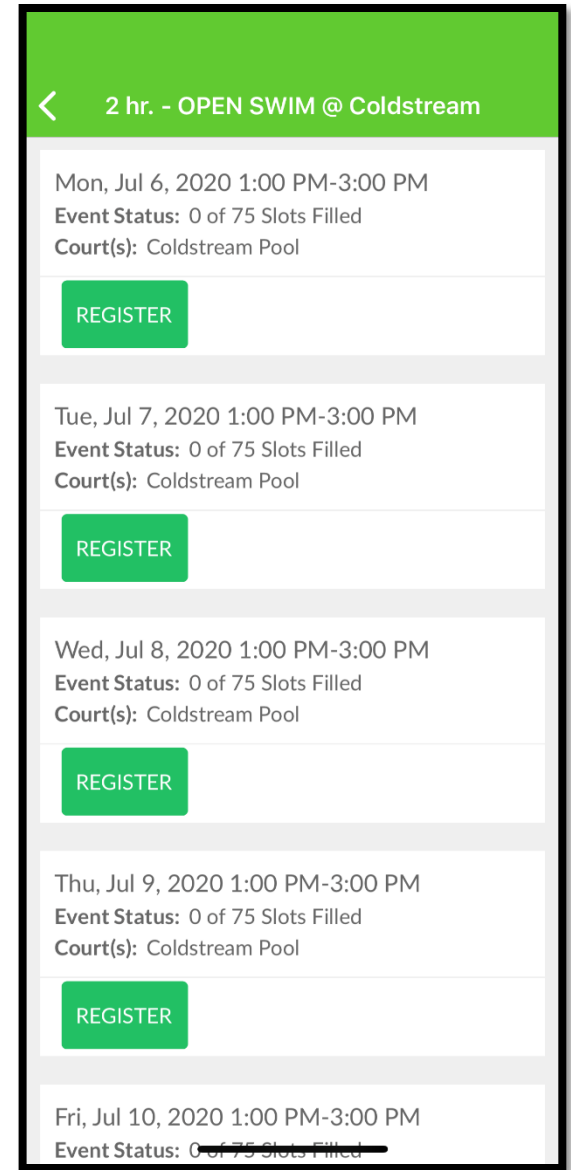 2 hr. - OPEN SWIM @ Coldstream
Mon, Jul 6, 2020 1:00 PM-3:00 PM
Event Status: 0 of 75 Slots Filled
Court(s): Coldstream Pool
REGISTER
Tue, Jul 7, 2020 1:00 PM-3:00 PM
Event Status: 0 of 75 Slots Filled
Court(s): Coldstream Pool
REGISTER
Wed, Jul 8, 2020 1:00 PM-3:00 PM
Event Status: 0 of 75 Slots Filled
Court(s): Coldstream Pool
REGISTER
Thu, Jul 9, 2020 1:00 PM-3:00 PM
Event Status: 0 of 75 Slots Filled
Court(s): Coldstream Pool
REGISTER
Fri, Jul 10, 2020 1:00 PM-3:00 PM
Event Status: 0 of 75 Slots Filled